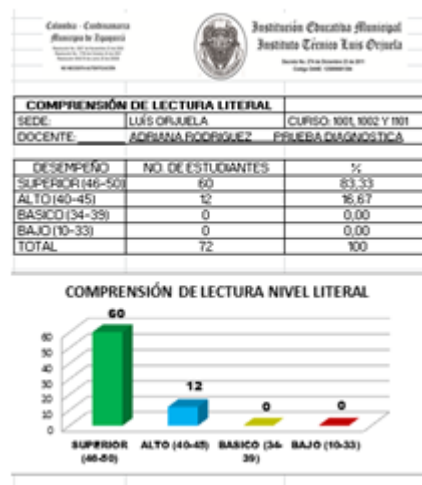 Colombia - Cundinamarca
Municipio de Zipaquirá
Institución Educativa Municipal
Instituto Técnico Luis Orjuela
COMPRENSIÓN DE LECTURA LITERAL
SEDE: LUÍS ORJUELA CURSO: 1001, 1002 Y 1101
DOCENTE: ADRIANA RODRIGUEZ PRUEBA DIAGNOSTICA
DESEMPEÑO NO. DE ESTUDIANTES %
SUPERIOR (46-50) 60 83,33
ALTO (40-45) 12 16,67
BASICO (34-39) 0 0,00
BAJO (10-33) 0 0,00
TOTAL 72 100
COMPRENSIÓN DE LECTURA NIVEL LITERAL
60
12
0 0
60
50
40
30
20
10
0
SUPERIOR ALTO (40-45) BASICO (34- BAJO (10-33)
(46-50) 39)